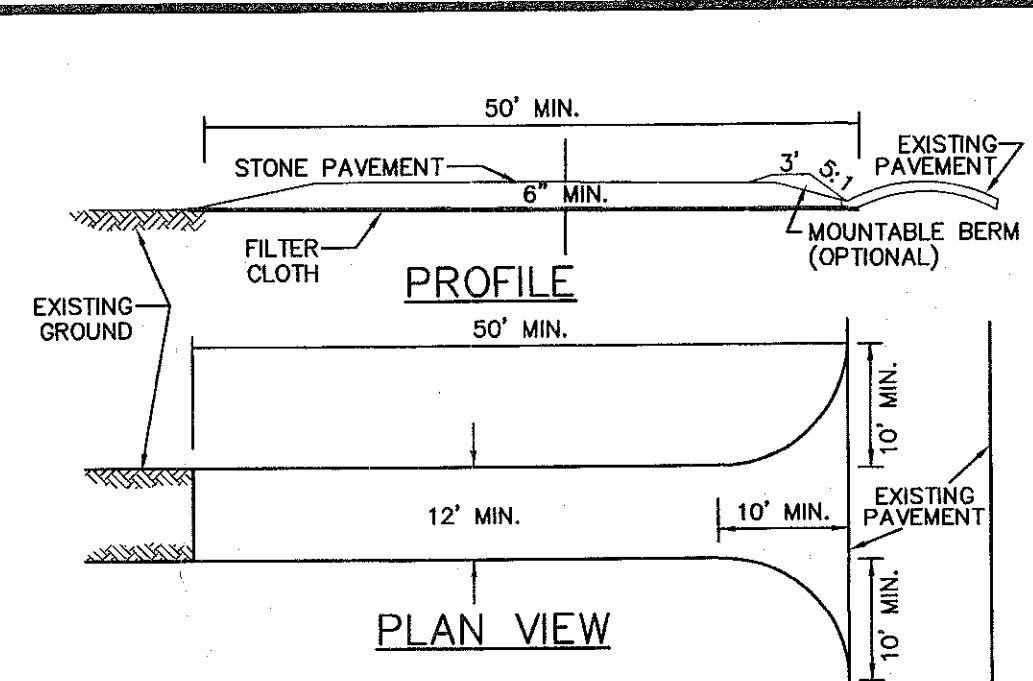 50' MIN.
STONE PAVEMENT
3'
5:1
EXISTING
PAVEMENT
6" MIN.
FILTER
CLOTH
MOUNTABLE BERM
(OPTIONAL)
PROFILE
EXISTING
GROUND
50' MIN.
10' MIN.
12' MIN.
10' MIN.
EXISTING
PAVEMENT
10' MIN.
PLAN VIEW